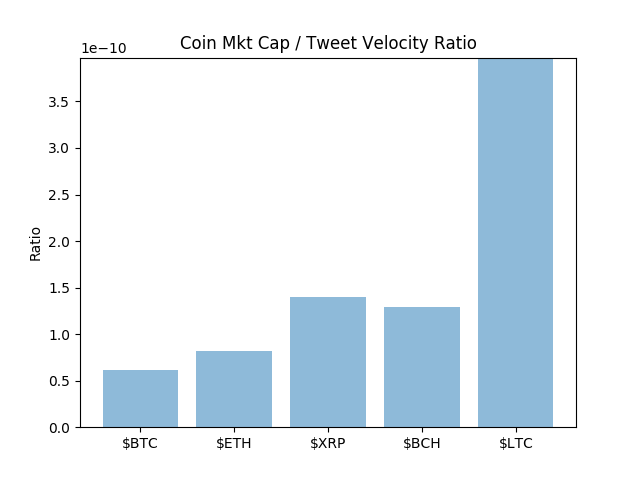 Coin Mkt Cap / Tweet Velocity Ratio
1e−10
3.5
3.0
2.5
2.0
1.5
1.0
0.5
0.0
Ratio
$BTC $ETH $XRP $BCH $LTC